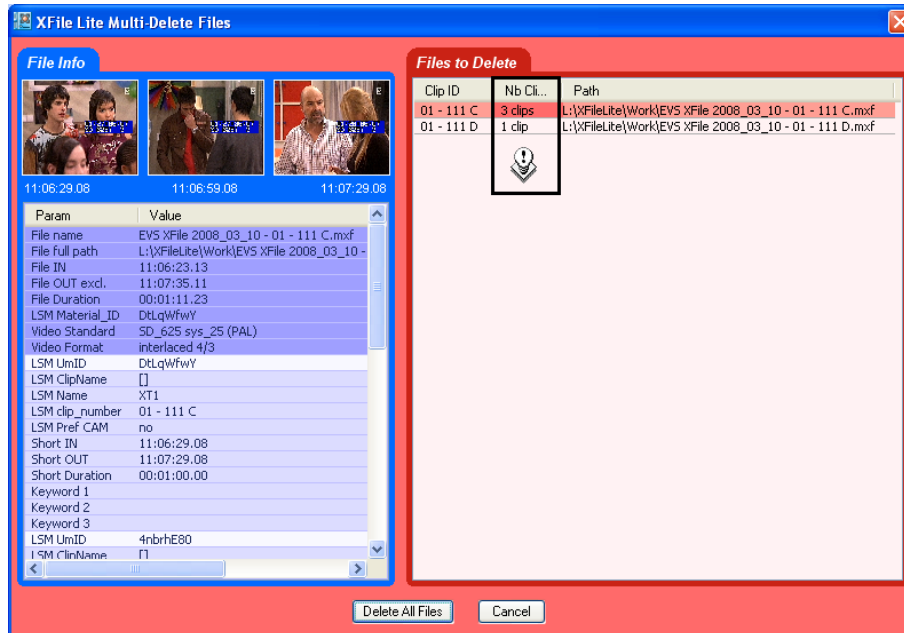 XFile Lite Multi-Delete Files
File Info
11:06:29.08 11:06:59.08 11:07:29.08
Param Value
File name EVS XFile 2008_03_10 - 01 - 111 C.mxf
File full path L:\XFileLite\Work\EVS XFile 2008_03_10 -
File IN 11:06:23.13
File OUT excl. 11:07:35.11
File Duration 00:01:11.23
LSM Material_ID DtLqWfwY
Video Standard SD_625 sys_25 (PAL)
Video Format interlaced 4/3
LSM UmID DtLqWfwY
LSM ClipName []
LSM Name XT1
LSM clip_number 01 - 111 C
LSM Pref CAM no
Short IN 11:06:29.08
Short OUT 11:07:29.08
Short Duration 00:01:00.00
Keyword 1
Keyword 2
Keyword 3
LSM UmID 4nbrhE80
LSM ClipName []
Files to Delete
Clip ID Nb Cli... Path
01 - 111 C 3 clips L:\XFileLite\Work\EVS XFile 2008_03_10 - 01 - 111 C.mxf
01 - 111 D 1 clip L:\XFileLite\Work\EVS XFile 2008_03_10 - 01 - 111 D.mxf
Delete All Files Cancel